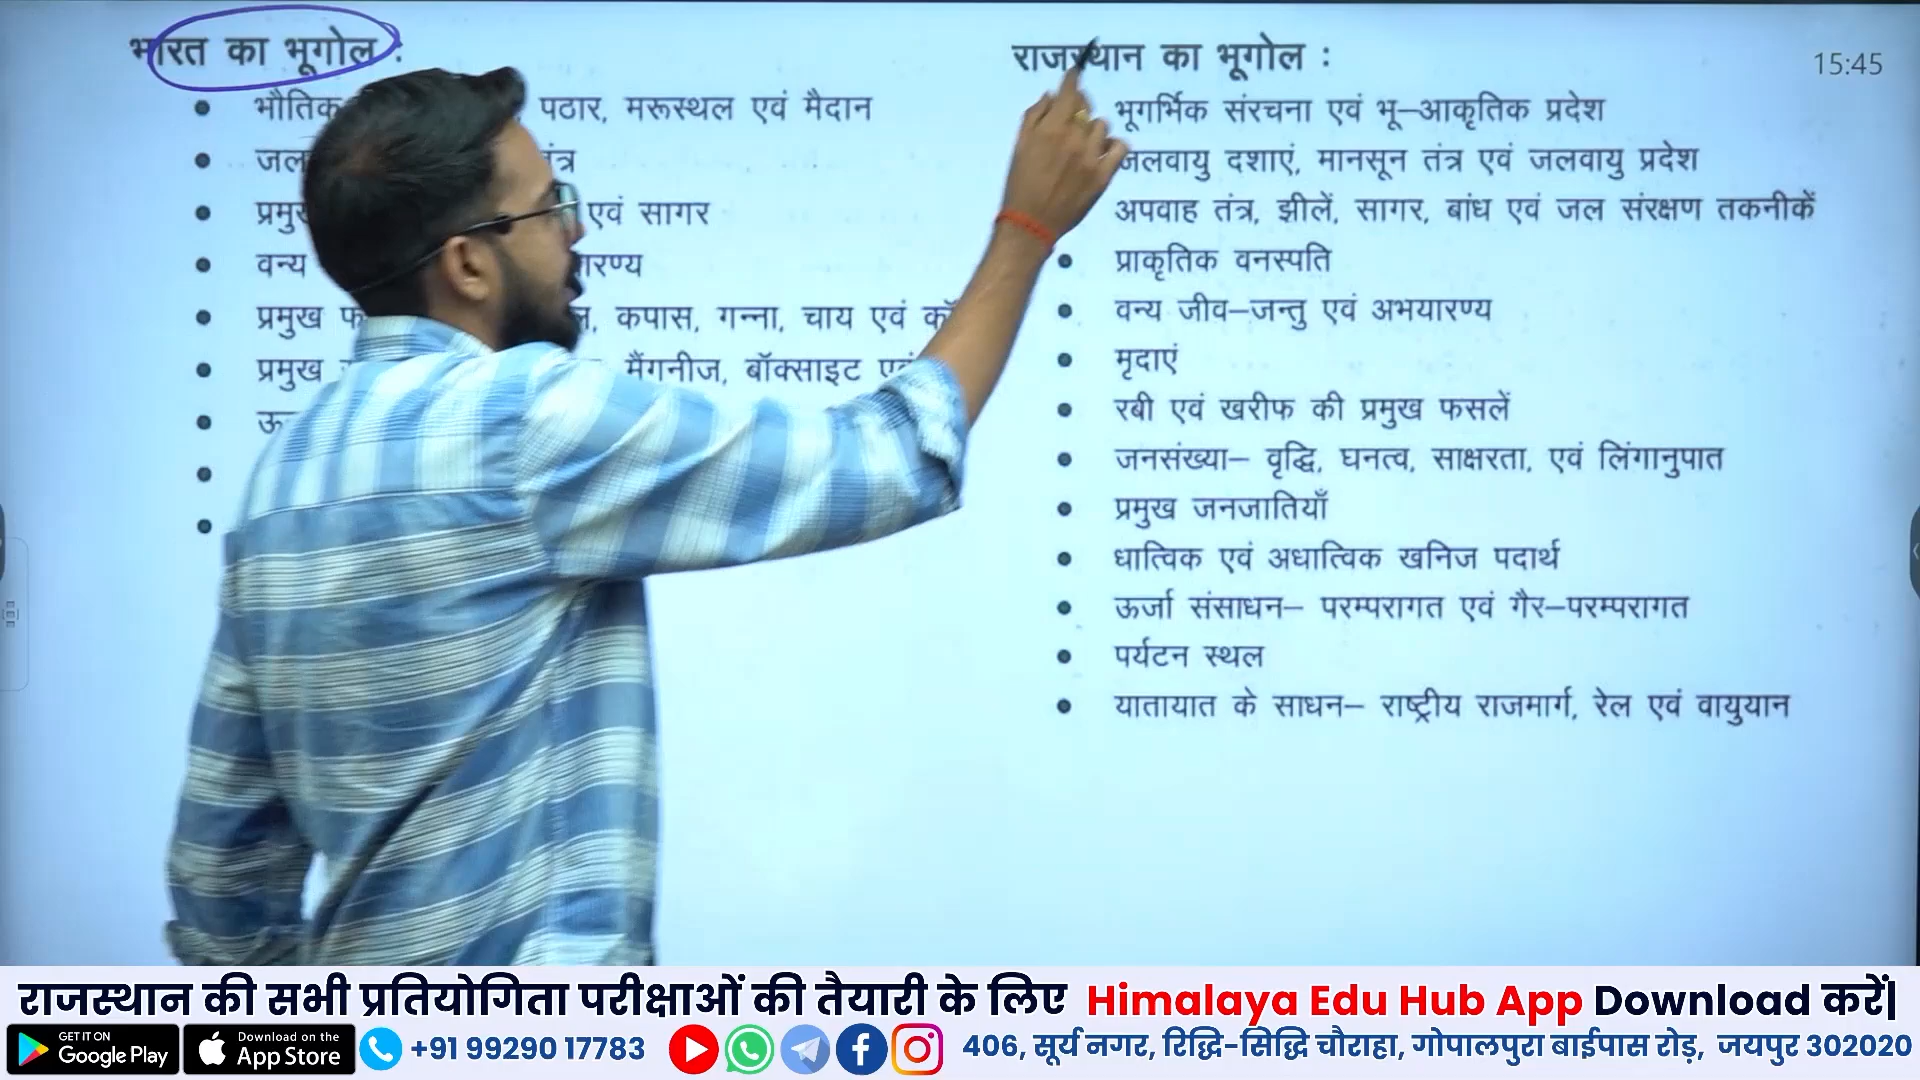 भारत का भूगोल :
पठार, मरूस्थल एवं मैदान
एवं सागर
वन्य
प्रमुख कपास, गन्ना, चाय एवं
प्रमुख मैंगनीज, बॉक्साइट
राजस्थान का भूगोल :
15:45
भूगर्भिक संरचना एवं भू–आकृतिक प्रदेश
जलवायु दशाएं, मानसून तंत्र एवं जलवायु प्रदेश
अपवाह तंत्र, झीलें, सागर, बांध एवं जल संरक्षण तकनीकें
• प्राकृतिक वनस्पति
• वन्य जीव–जन्तु एवं अभयारण्य
• मृदाएं
• रबी एवं खरीफ की प्रमुख फसलें
• जनसंख्या– वृद्धि, घनत्व, साक्षरता, एवं लिंगानुपात
• प्रमुख जनजातियाँ
• धात्विक एवं अधात्विक खनिज पदार्थ
• ऊर्जा संसाधन– परम्परागत एवं गैर–परम्परागत
• पर्यटन स्थल
• यातायात के साधन– राष्ट्रीय राजमार्ग, रेल एवं वायुयान
राजस्थान की सभी प्रतियोगिता परीक्षाओं की तैयारी के लिए Himalaya Edu Hub App Download करें|
GET IT ON Google Play
Download on the App Store
+91 99290 17783
406, सूर्य नगर, रिद्धि-सिद्धि चौराहा, गोपालपुरा बाईपास रोड़, जयपुर 302020